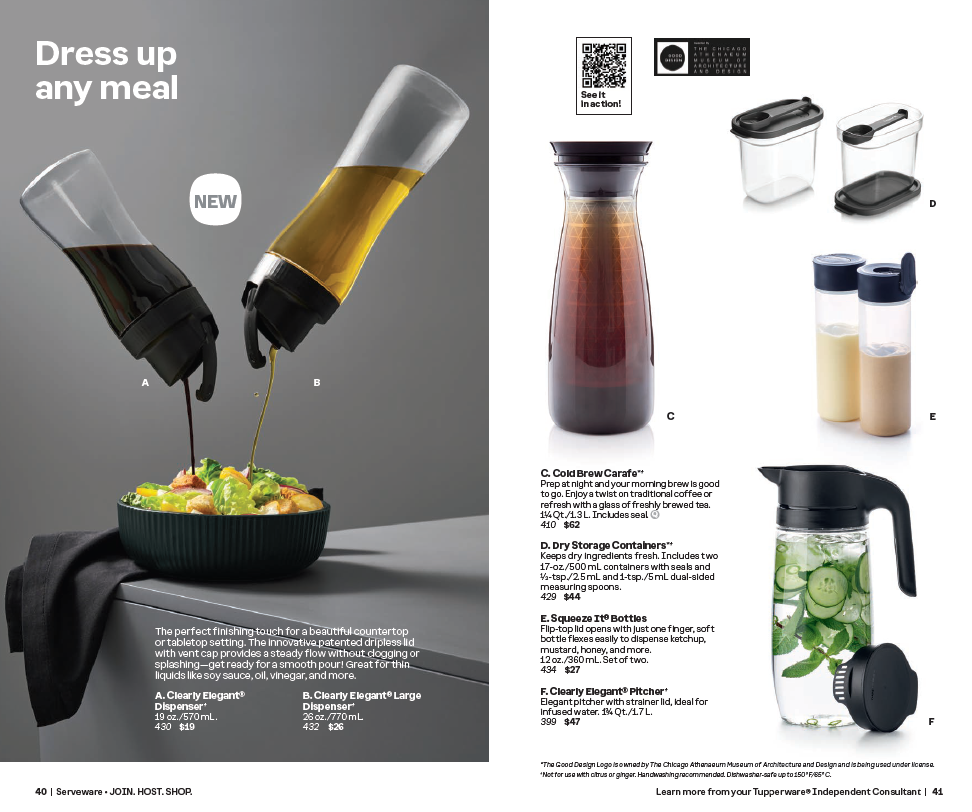 Dress up
any meal
NEW
A
B
The perfect finishing touch for a beautiful countertop
or tabletop setting. The innovative patented dripless lid
with vent cap provides a steady flow without clogging or
splashing—get ready for a smooth pour! Great for thin
liquids like soy sauce, oil, vinegar, and more.
A. Clearly Elegant®
Dispenser†
19 oz./570 mL.
430 $19
B. Clearly Elegant® Large
Dispenser†
26 oz./770 mL
432 $26
40 | Serveware • JOIN. HOST. SHOP.
See it
in action!
GOOD
DESIGN
THE CHICAGO
ATHENAEUM
MUSEUM OF
ARCHITECTURE
AND DESIGN
D
C
E
F
C. Cold Brew Carafe*†
Prep at night and your morning brew is good
to go. Enjoy a twist on traditional coffee or
refresh with a glass of freshly brewed tea.
1¼ Qt./1.3 L. Includes seal.
410 $62
D. Dry Storage Containers*†
Keeps dry ingredients fresh. Includes two
17-oz./500 mL containers with seals and
½-tsp./2.5 mL and 1-tsp./5 mL dual-sided
measuring spoons.
429 $44
E. Squeeze It® Bottles
Flip-top lid opens with just one finger, soft
bottle flexes easily to dispense ketchup,
mustard, honey, and more.
12 oz./360 mL. Set of two.
434 $27
F. Clearly Elegant® Pitcher†
Elegant pitcher with strainer lid, ideal for
infused water. 1¾ Qt./1.7 L.
399 $47
*The Good Design Logo is owned by The Chicago Athenaeum Museum of Architecture and Design and is being used under license.
†Not for use with citrus or ginger. Handwashing recommended. Dishwasher-safe up to 150° F/65° C.
Learn more from your Tupperware® Independent Consultant | 41